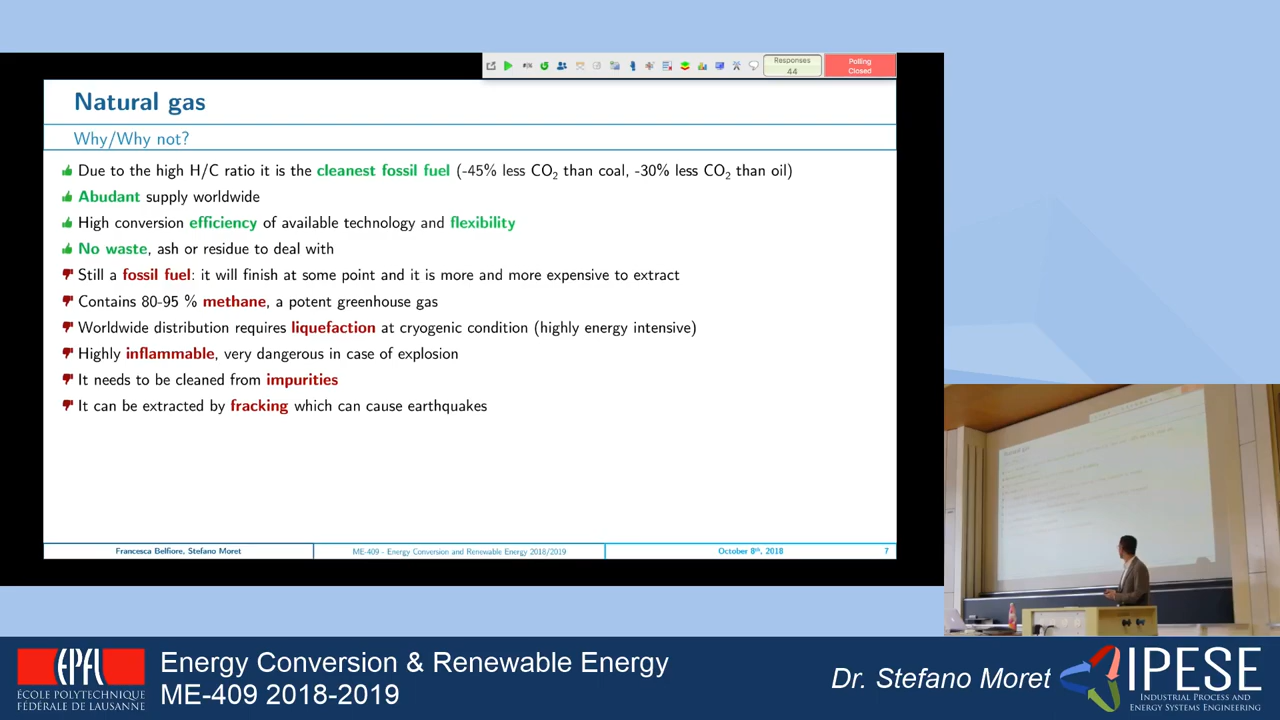 Responses
44
Polling
Closed
Natural gas
Why/Why not?
Due to the high H/C ratio it is the cleanest fossil fuel (-45% less CO2 than coal, -30% less CO2 than oil)
Abudant supply worldwide
High conversion efficiency of available technology and flexibility
No waste, ash or residue to deal with
Still a fossil fuel: it will finish at some point and it is more and more expensive to extract
Contains 80-95 % methane, a potent greenhouse gas
Worldwide distribution requires liquefaction at cryogenic condition (highly energy intensive)
Highly inflammable, very dangerous in case of explosion
It needs to be cleaned from impurities
It can be extracted by fracking which can cause earthquakes
Francesca Belfiore, Stefano Moret
ME-409 - Energy Conversion and Renewable Energy 2018/2019
October 8th, 2018
7
EPFL
ÉCOLE POLYTECHNIQUE
FÉDÉRALE DE LAUSANNE
Energy Conversion & Renewable Energy
ME-409 2018-2019
Dr. Stefano Moret
IPESE
INDUSTRIAL PROCESS AND
ENERGY SYSTEMS ENGINEERING